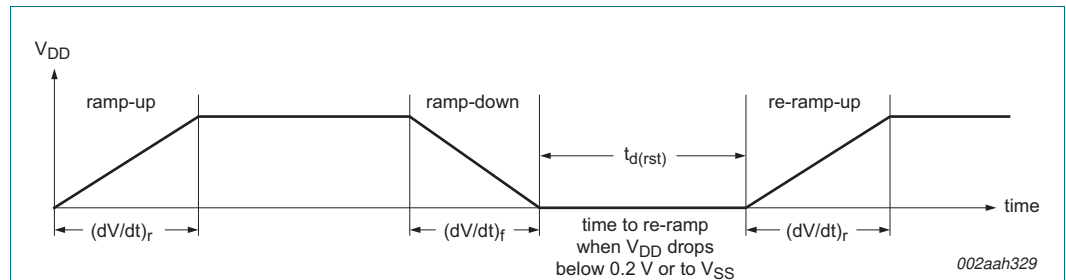 VDD
ramp-up
ramp-down
re-ramp-up
td(rst)
time
(dV/dt)r
(dV/dt)f
time to re-ramp
when VDD drops
below 0.2 V or to VSS
(dV/dt)r
002aah329